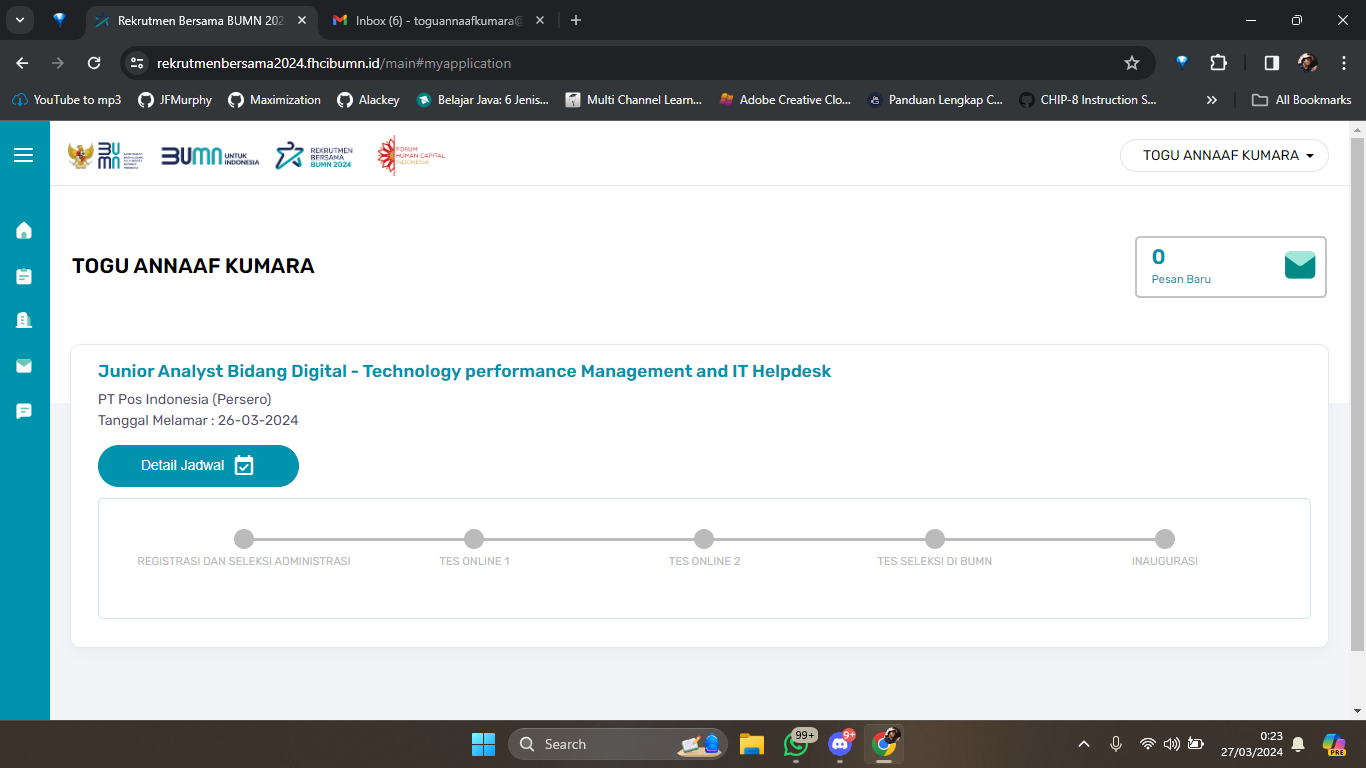 Rekrutmen Bersama BUMN 202
Inbox (6) - toguannaafkumara@
rekrutmenbersama2024.fhcibumn.id/main#myapplication
YouTube to mp3
JFMurphy
Maximization
Alackey
Belajar Java: 6 Jenis...
Multi Channel Learn...
Adobe Creative Clo...
Panduan Lengkap C...
CHIP-8 Instruction S...
All Bookmarks
BUMN
BUMN UNTUK INDONESIA
REKRUTMEN BERSAMA BUMN 2024
FORUM HUMAN CAPITAL INDONESIA
TOGU ANNAAF KUMARA
TOGU ANNAAF KUMARA
0
Pesan Baru
Junior Analyst Bidang Digital - Technology performance Management and IT Helpdesk
PT Pos Indonesia (Persero)
Tanggal Melamar : 26-03-2024
Detail Jadwal
REGISTRASI DAN SELEKSI ADMINISTRASI
TES ONLINE 1
TES ONLINE 2
TES SELEKSI DI BUMN
INAUGURASI
Search
99+
9+
0:23
27/03/2024
PRE